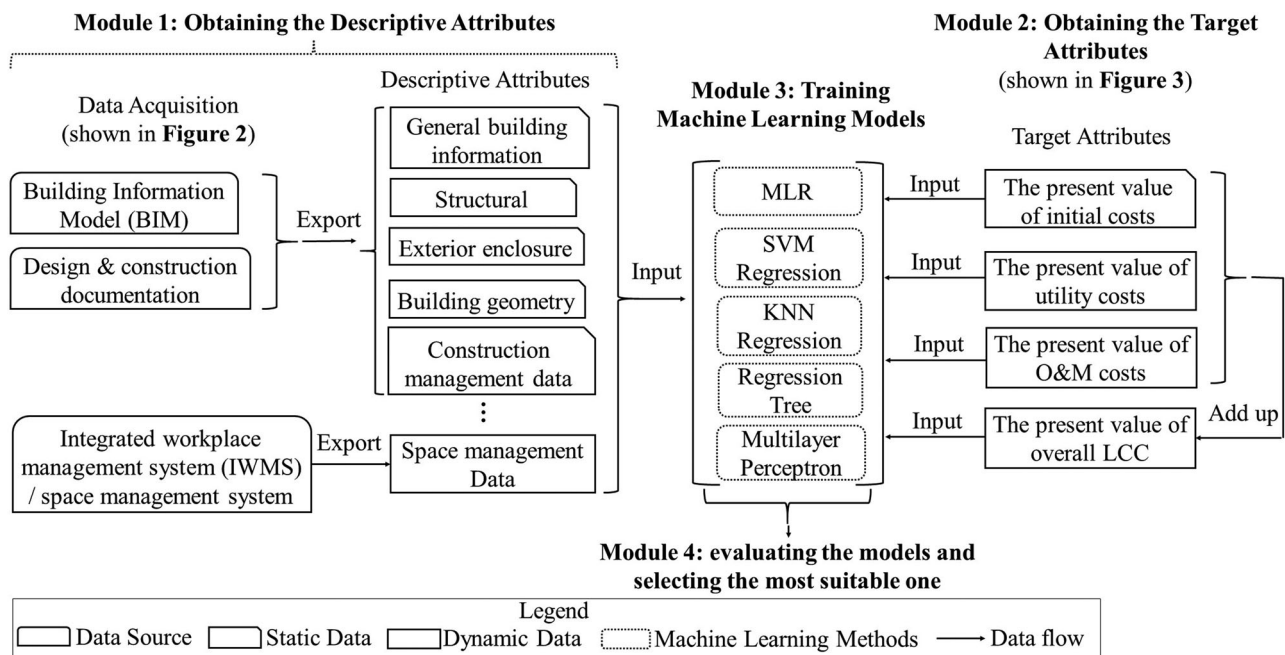 Module 1: Obtaining the Descriptive Attributes
Data Acquisition
(shown in Figure 2)
Building Information
Model (BIM)
Design & construction
documentation
Export
Integrated workplace
management system (IWMS)
/ space management system
Export
Descriptive Attributes
General building
information
Structural
Exterior enclosure
Building geometry
Construction
management data
Space management
Data
Input
Module 3: Training
Machine Learning Models
MLR
SVM
Regression
KNN
Regression
Regression
Tree
Multilayer
Perceptron
Module 2: Obtaining the Target
Attributes
(shown in Figure 3)
Target Attributes
Input
The present value
of initial costs
Input
The present value of
utility costs
Input
The present value of
O&M costs
Input
The present value of
overall LCC
Add up
Module 4: evaluating the models and
selecting the most suitable one
Legend
Data Source
Static Data
Dynamic Data
Machine Learning Methods
Data flow